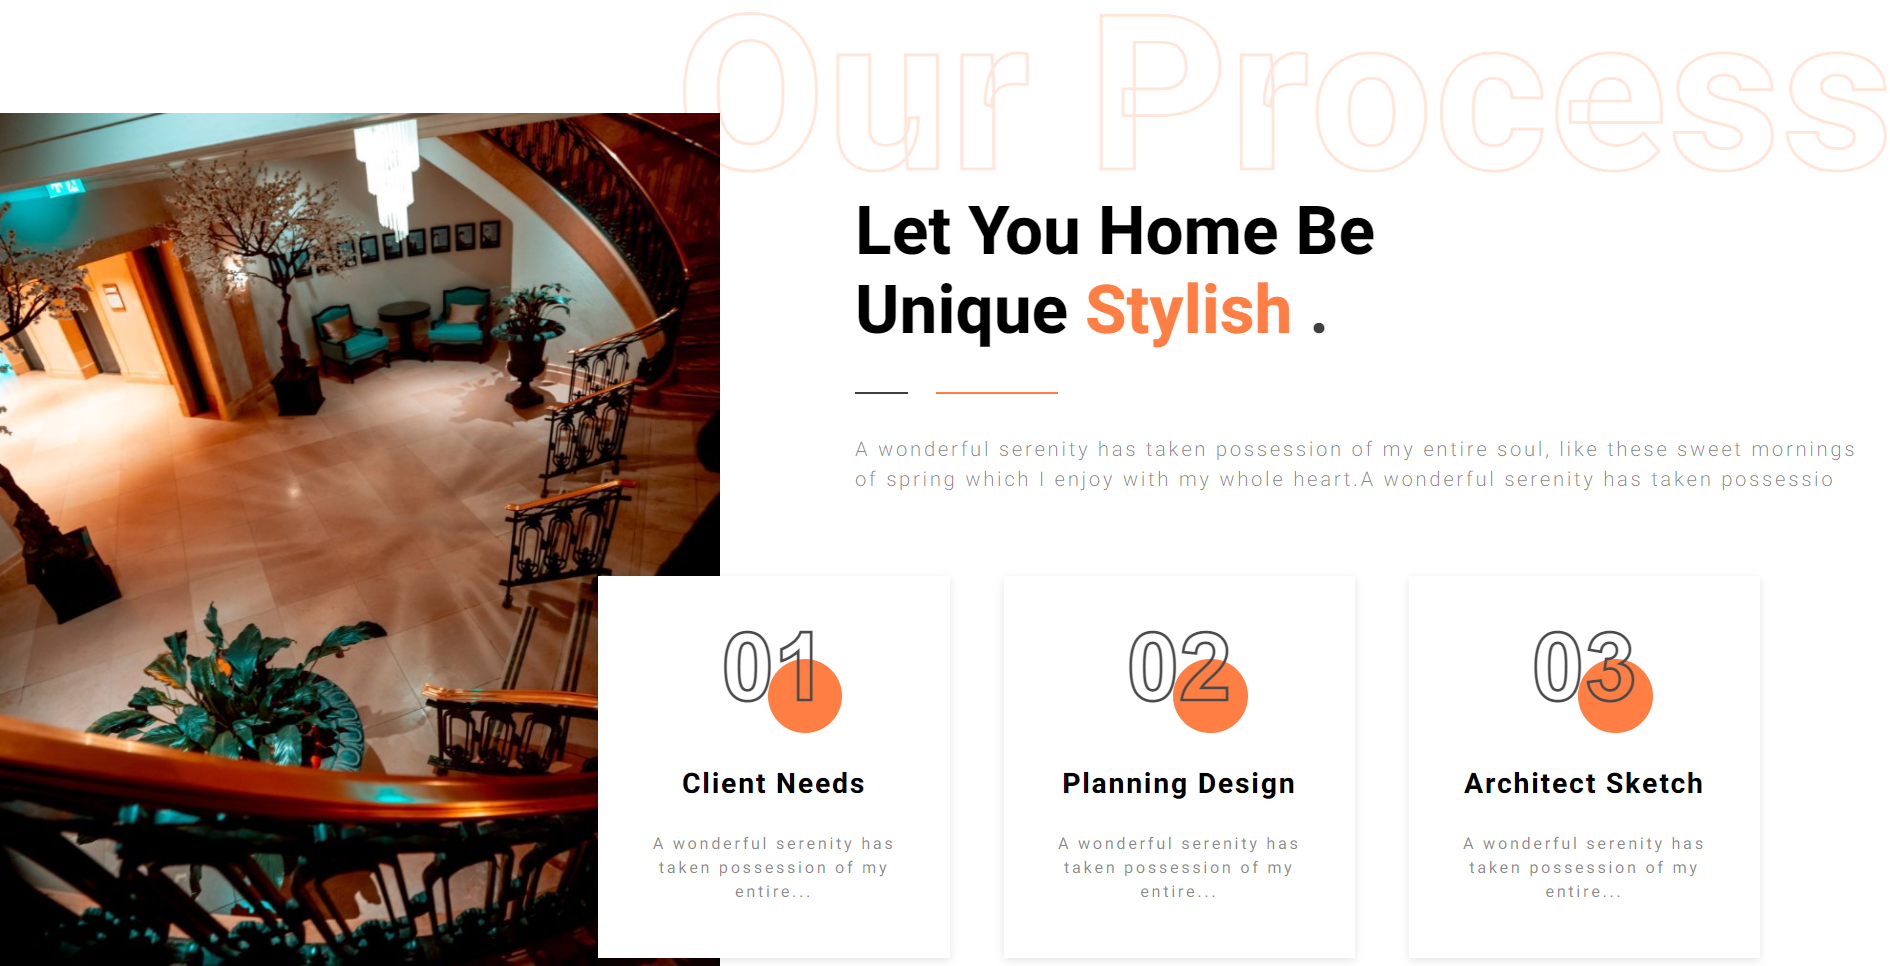 Our Process
Let You Home Be
Unique Stylish .
A wonderful serenity has taken possession of my entire soul, like these sweet mornings
of spring which I enjoy with my whole heart.A wonderful serenity has taken possessio
01
Client Needs
A wonderful serenity has
taken possession of my
entire...
02
Planning Design
A wonderful serenity has
taken possession of my
entire...
03
Architect Sketch
A wonderful serenity has
taken possession of my
entire...